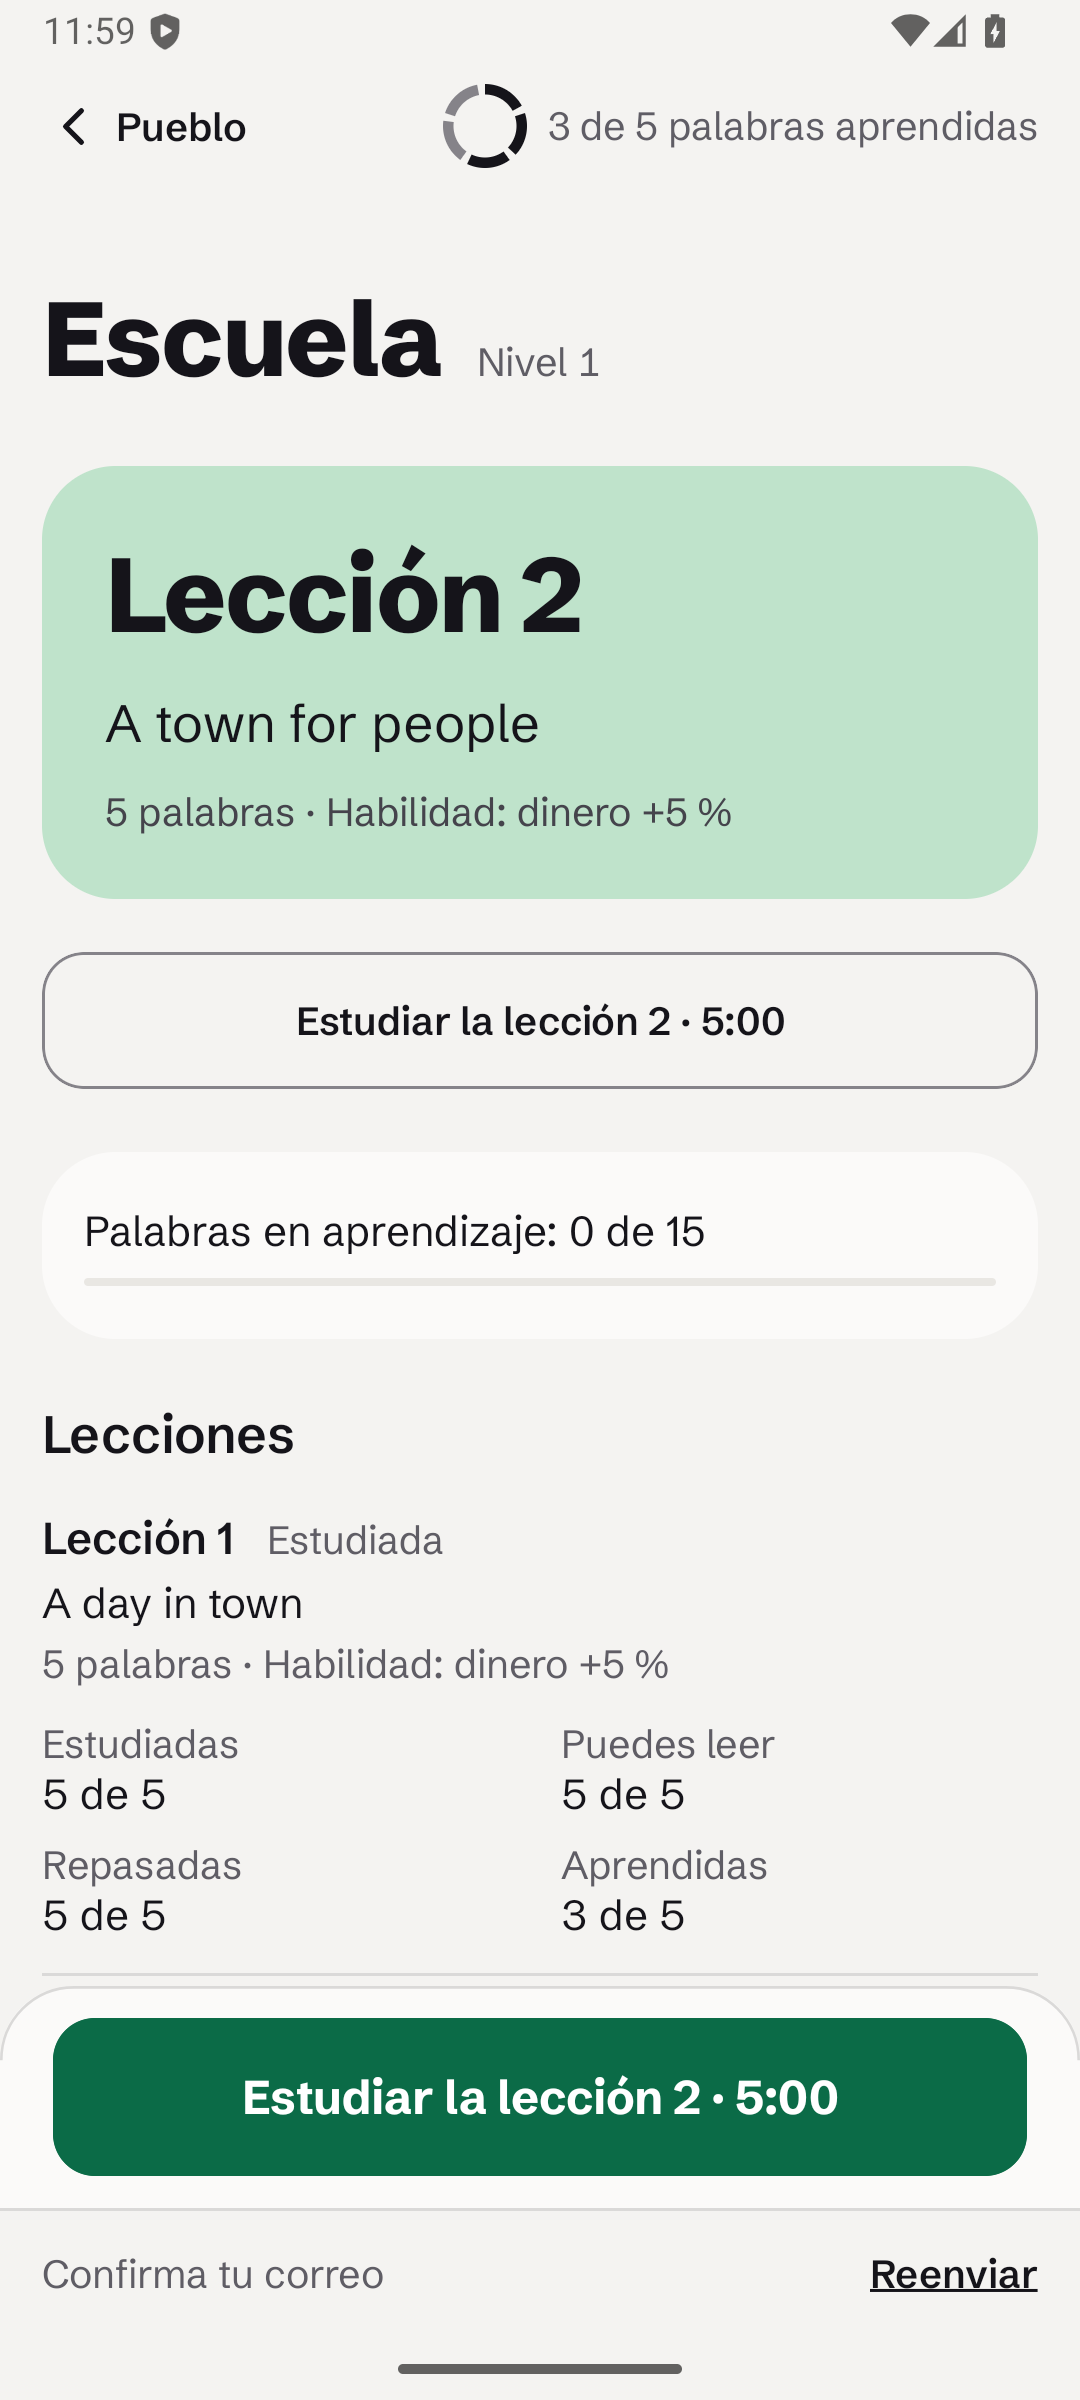 11:59
Pueblo
3 de 5 palabras aprendidas
Escuela Nivel 1
Lección 2
A town for people
5 palabras · Habilidad: dinero +5 %
Estudiar la lección 2 · 5:00
Palabras en aprendizaje: 0 de 15
Lecciones
Lección 1 Estudiada
A day in town
5 palabras · Habilidad: dinero +5 %
Estudiadas
5 de 5
Puedes leer
5 de 5
Repasadas
5 de 5
Aprendidas
3 de 5
Estudiar la lección 2 · 5:00
Confirma tu correo
Reenviar